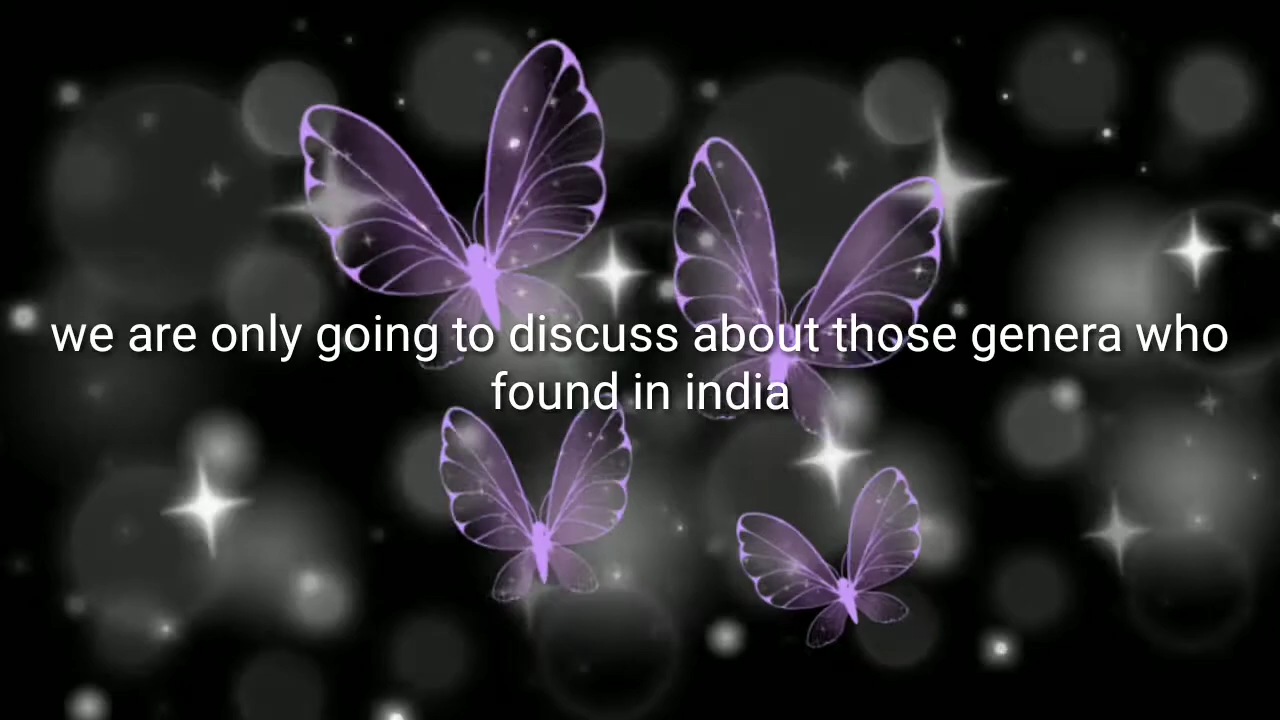 we are only going to discuss about those genera who
found in india